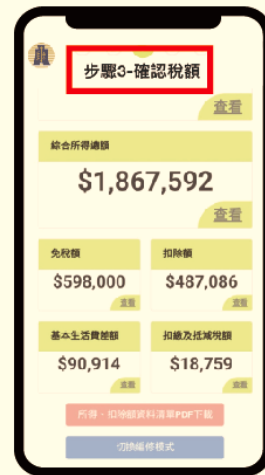 步驟3-確認稅額
查看
綜合所得總額
$1,867,592
查看
免稅額
扣除額
$598,000
$487,086
查看
查看
基本生活費差額
扣繳及抵減稅額
$90,914
$18,759
查看
查看
所得、扣除額資料清單PDF下載
切換編修模式